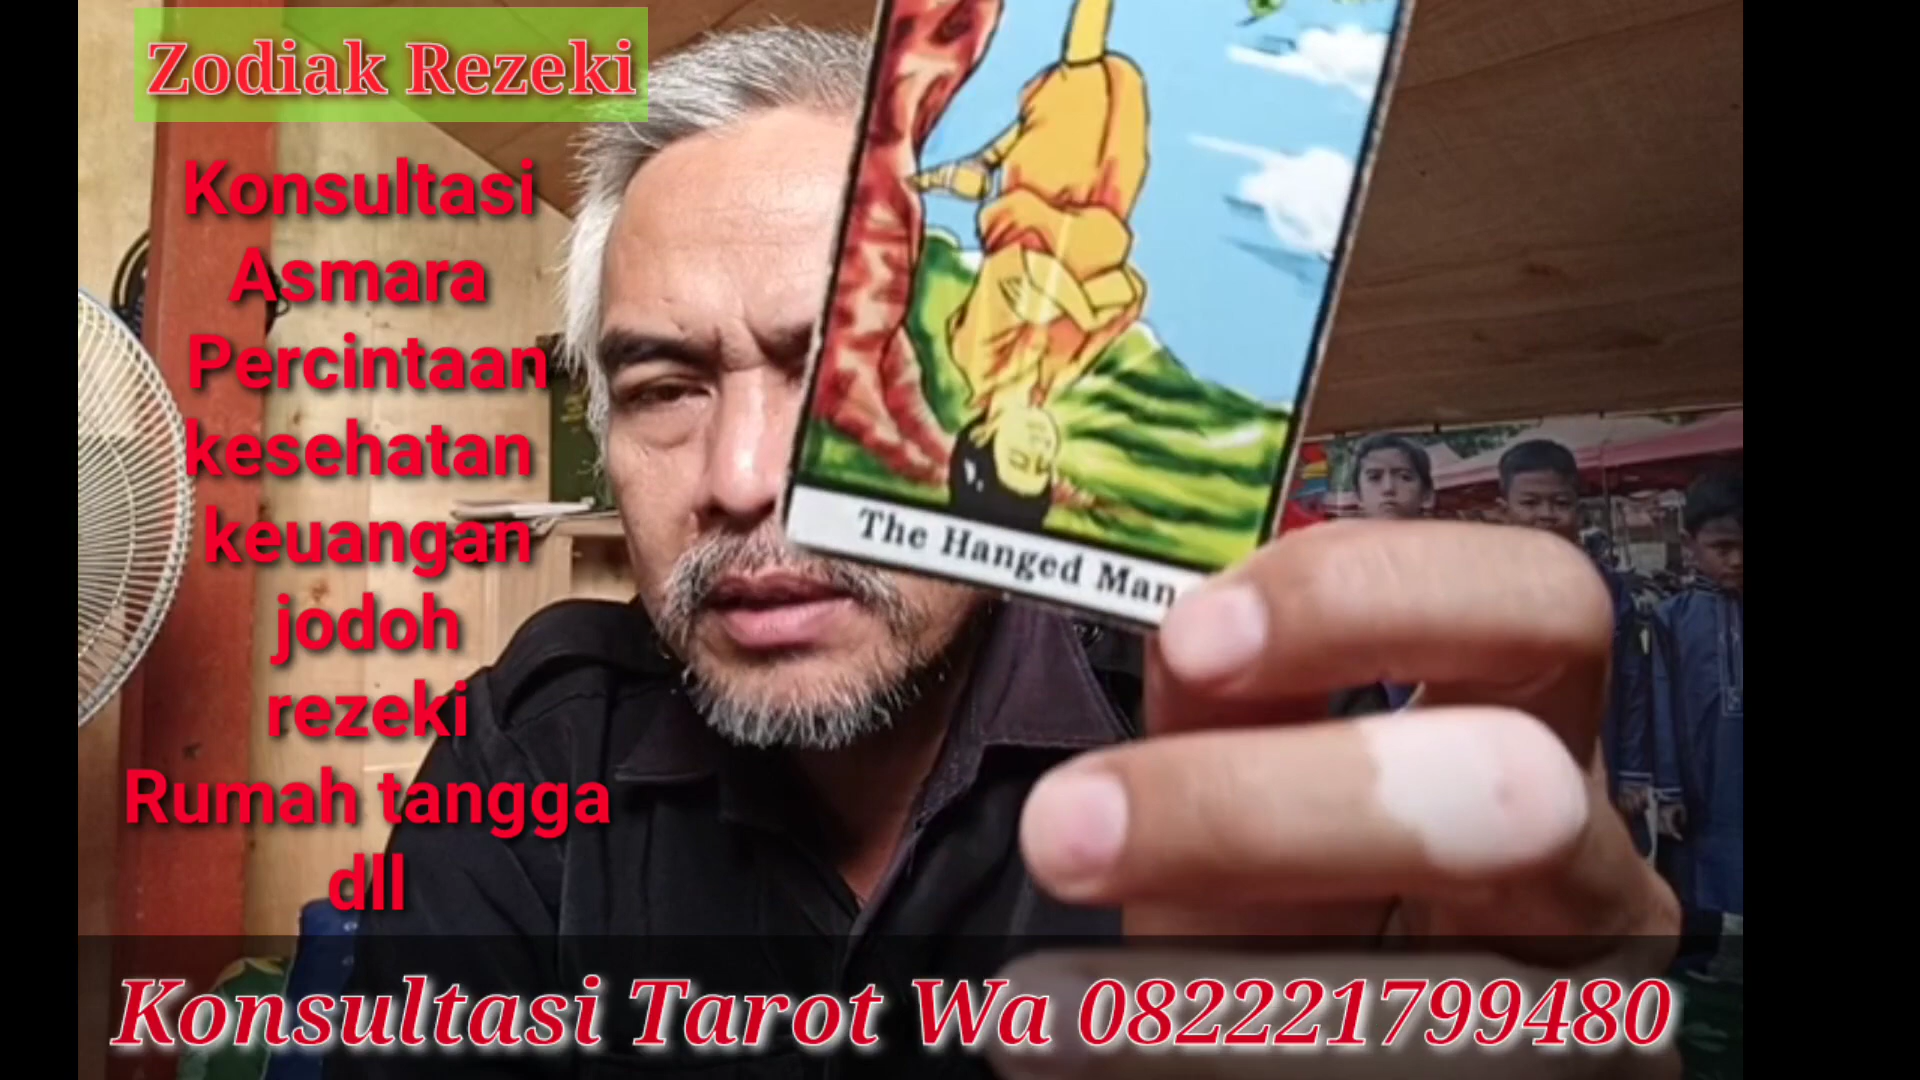 Zodiak Rezeki
Konsultasi
Asmara
Percintaan
kesehatan
keuangan
jodoh
rezeki
Rumah tangga
dll
The Hanged Man
Konsultasi Tarot Wa 082221799480